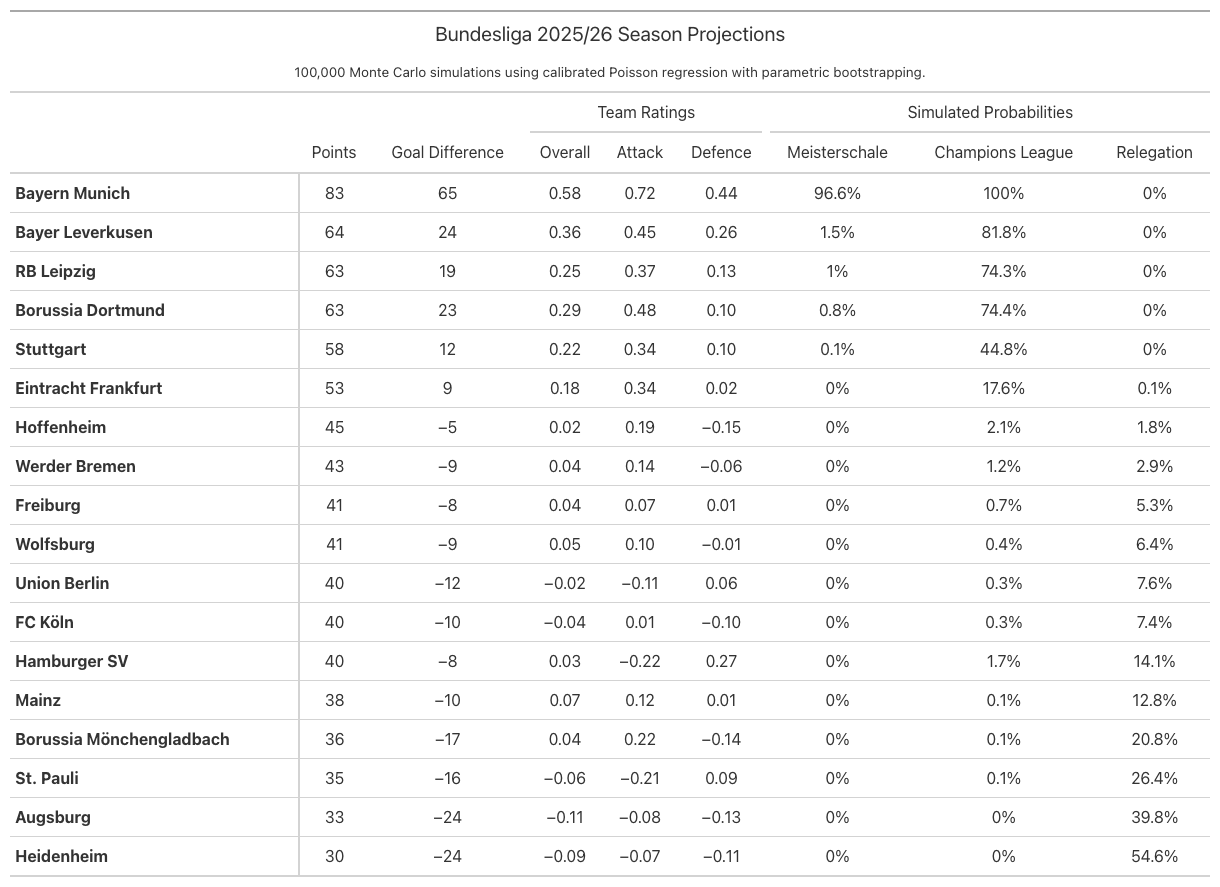 Bundesliga 2025/26 Season Projections
100,000 Monte Carlo simulations using calibrated Poisson regression with parametric bootstrapping.
Team Ratings Simulated Probabilities
Points Goal Difference Overall Attack Defence Meisterschale Champions League Relegation
Bayern Munich 83 65 0.58 0.72 0.44 96.6% 100% 0%
Bayer Leverkusen 64 24 0.36 0.45 0.26 1.5% 81.8% 0%
RB Leipzig 63 19 0.25 0.37 0.13 1% 74.3% 0%
Borussia Dortmund 63 23 0.29 0.48 0.10 0.8% 74.4% 0%
Stuttgart 58 12 0.22 0.34 0.10 0.1% 44.8% 0%
Eintracht Frankfurt 53 9 0.18 0.34 0.02 0% 17.6% 0.1%
Hoffenheim 45 −5 0.02 0.19 −0.15 0% 2.1% 1.8%
Werder Bremen 43 −9 0.04 0.14 −0.06 0% 1.2% 2.9%
Freiburg 41 −8 0.04 0.07 0.01 0% 0.7% 5.3%
Wolfsburg 41 −9 0.05 0.10 −0.01 0% 0.4% 6.4%
Union Berlin 40 −12 −0.02 −0.11 0.06 0% 0.3% 7.6%
FC Köln 40 −10 −0.04 0.01 −0.10 0% 0.3% 7.4%
Hamburger SV 40 −8 0.03 −0.22 0.27 0% 1.7% 14.1%
Mainz 38 −10 0.07 0.12 0.01 0% 0.1% 12.8%
Borussia Mönchengladbach 36 −17 0.04 0.22 −0.14 0% 0.1% 20.8%
St. Pauli 35 −16 −0.06 −0.21 0.09 0% 0.1% 26.4%
Augsburg 33 −24 −0.11 −0.08 −0.13 0% 0% 39.8%
Heidenheim 30 −24 −0.09 −0.07 −0.11 0% 0% 54.6%